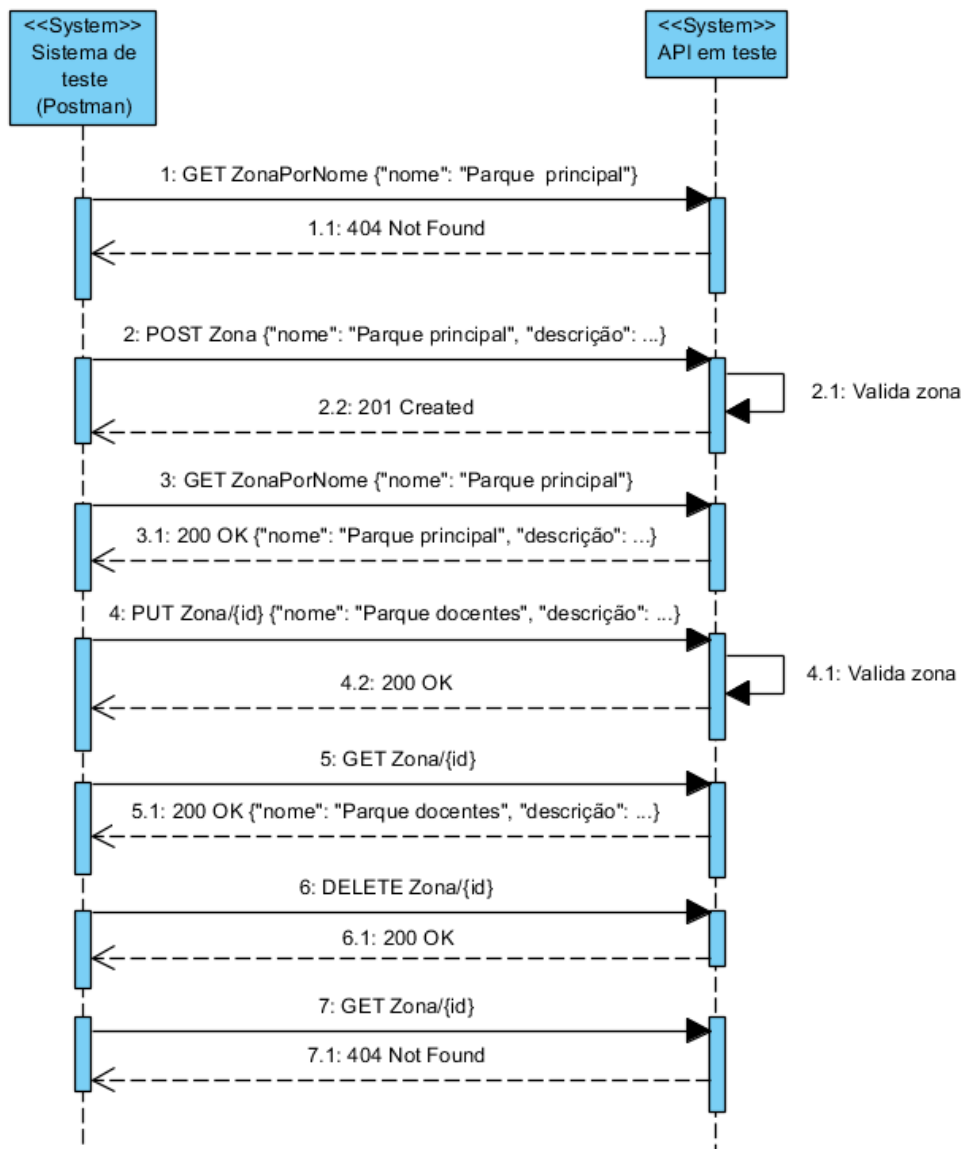 <<System>>
Sistema de
teste
(Postman)
<<System>>
API em teste
1: GET ZonaPorNome {"nome": "Parque  principal"}
1.1: 404 Not Found
2: POST Zona {"nome": "Parque principal", "descrição": ...}
2.1: Valida zona
2.2: 201 Created
3: GET ZonaPorNome {"nome": "Parque principal"}
3.1: 200 OK {"nome": "Parque principal", "descrição": ...}
4: PUT Zona/{id} {"nome": "Parque docentes", "descrição": ...}
4.1: Valida zona
4.2: 200 OK
5: GET Zona/{id}
5.1: 200 OK {"nome": "Parque docentes", "descrição": ...}
6: DELETE Zona/{id}
6.1: 200 OK
7: GET Zona/{id}
7.1: 404 Not Found